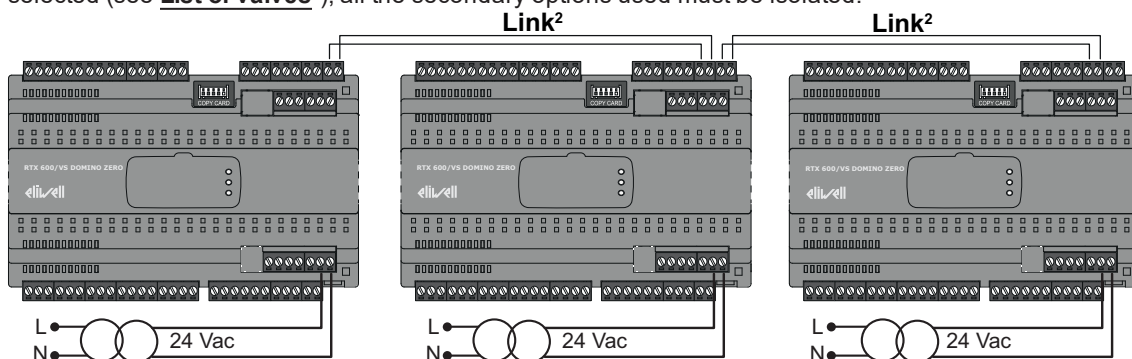 selected (see List of valves"), all the secondary options used must be isolated.
Link² Link²
COPY CARD COPY CARD COPY CARD
RTX 600/VS DOMINO ZERO RTX 600/VS DOMINO ZERO RTX 600/VS DOMINO ZERO
eliwell eliwell eliwell
L L L
24 Vac 24 Vac 24 Vac
N N N